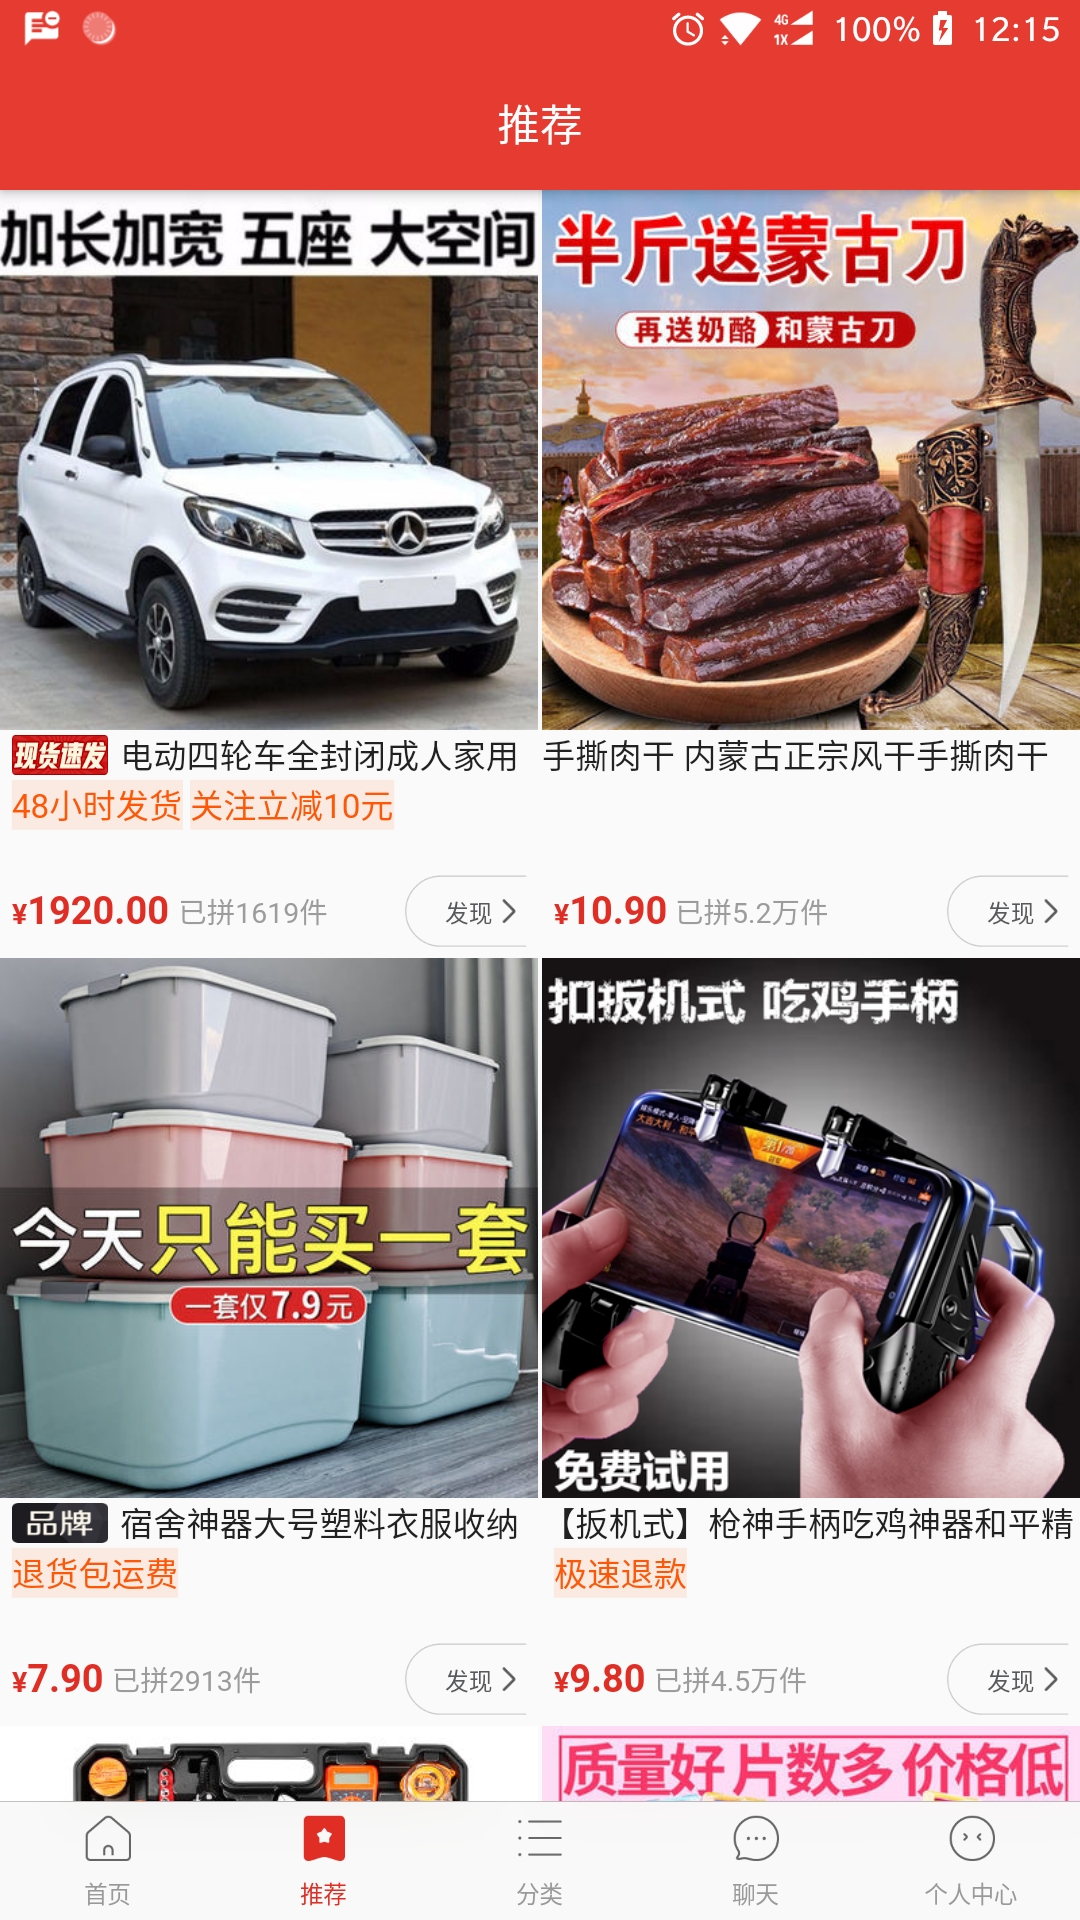 4G
1X
100%
12:15
推荐
加长加宽 五座 大空间
半斤送蒙古刀
再送奶酪 和蒙古刀
现货速发 电动四轮车全封闭成人家用
48小时发货 关注立减10元
¥1920.00 已拼1619件
发现
手撕肉干 内蒙古正宗风干手撕肉干
¥10.90 已拼5.2万件
发现
今天只能买一套
一套仅7.9元
扣扳机式 吃鸡手柄
大吉大利，
免费试用
品牌 宿舍神器大号塑料衣服收纳
退货包运费
¥7.90 已拼2913件
发现
【扳机式】枪神手柄吃鸡神器和平精
极速退款
¥9.80 已拼4.5万件
发现
质量好 片数多 价格低
首页
推荐
分类
聊天
个人中心